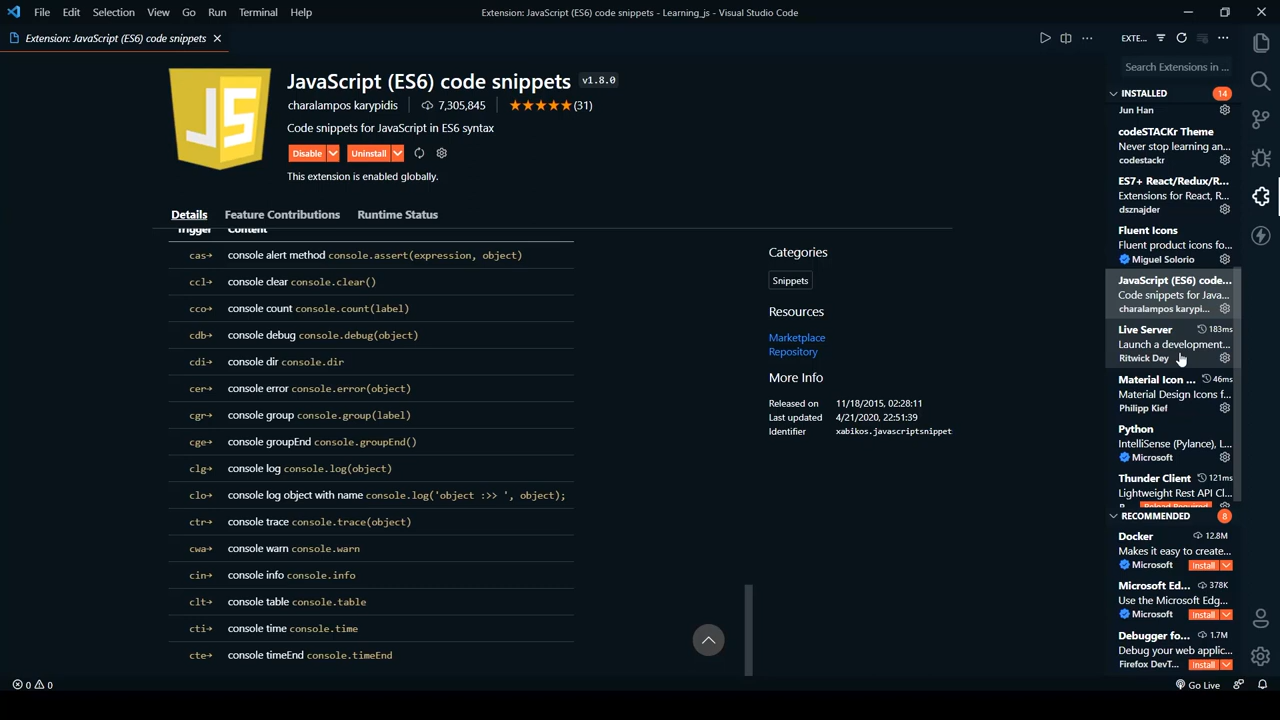 File Edit Selection View Go Run Terminal Help
Extension: JavaScript (ES6) code snippets - Learning_js - Visual Studio Code
Extension: JavaScript (ES6) code snippets
JS
JavaScript (ES6) code snippets v1.8.0
charalampos karypidis 7,305,845 (31)
Code snippets for JavaScript in ES6 syntax
Disable Uninstall
This extension is enabled globally.
Details Feature Contributions Runtime Status
Trigger Content
cas→ console alert method console.assert(expression, object)
ccl→ console clear console.clear()
cco→ console count console.count(label)
cdb→ console debug console.debug(object)
cdi→ console dir console.dir
cer→ console error console.error(object)
cgr→ console group console.group(label)
cge→ console groupEnd console.groupEnd()
clg→ console log console.log(object)
clo→ console log object with name console.log('object :>> ', object);
ctr→ console trace console.trace(object)
cwa→ console warn console.warn
cin→ console info console.info
clt→ console table console.table
cti→ console time console.time
cte→ console timeEnd console.timeEnd
Categories
Snippets
Resources
Marketplace
Repository
More Info
Released on 11/18/2015, 02:28:11
Last updated 4/21/2020, 22:51:39
Identifier xabikos.javascriptsnippet
EXTE...
Search Extensions in ...
INSTALLED 14
Jun Han
codeSTACKr Theme
Never stop learning an...
codestackr
ES7+ React/Redux/R...
Extensions for React, R...
dsznajder
Fluent Icons
Fluent product icons fo...
Miguel Solorio
JavaScript (ES6) code...
Code snippets for Java...
charalampos karypi...
Live Server 183ms
Launch a development...
Ritwick Dey
Material Icon ... 46ms
Material Design Icons f...
Philipp Kief
Python
IntelliSense (Pylance), L...
Microsoft
Thunder Client 121ms
Lightweight Rest API Cl...
Reload Required
RECOMMENDED 8
Docker 12.8M
Makes it easy to create...
Microsoft Install
Microsoft Ed... 378K
Use the Microsoft Edg...
Microsoft Install
Debugger fo... 1.7M
Debug your web applic...
Firefox DevT... Install
0 0
Go Live